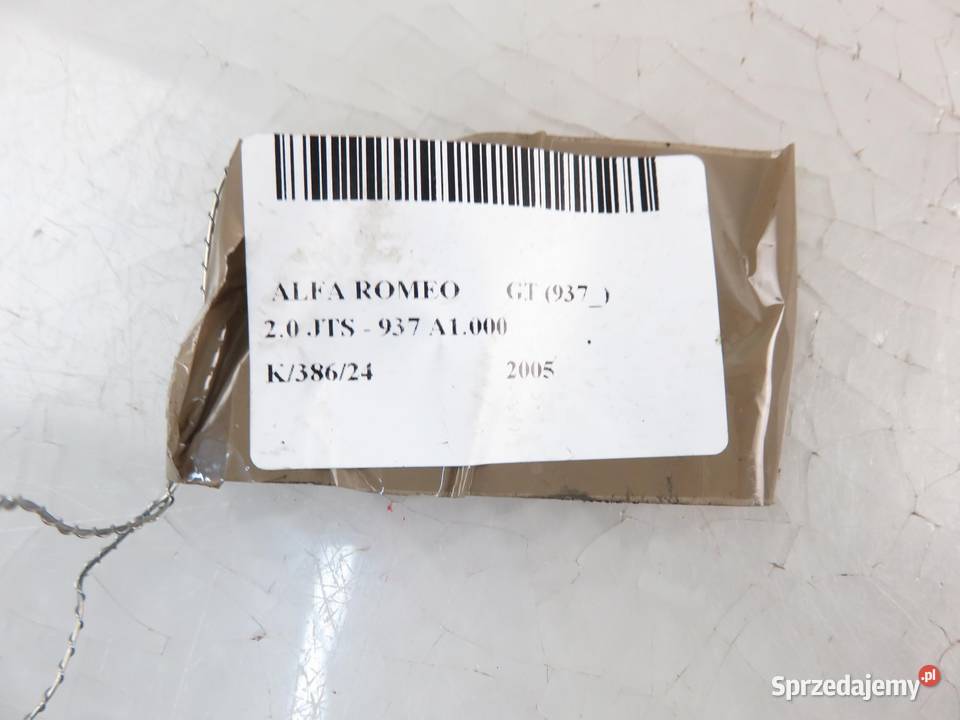 ALFA ROMEO GT (937_)
2.0 JTS - 937 A1.000
K/386/24 2005
Sprzedajemy.pl